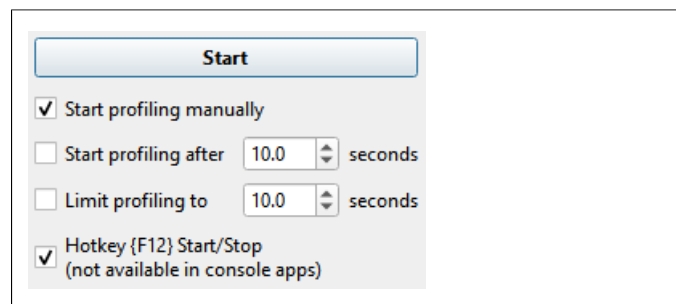 Start
Start profiling manually
Start profiling after 10.0 seconds
Limit profiling to 10.0 seconds
Hotkey {F12} Start/Stop
(not available in console apps)